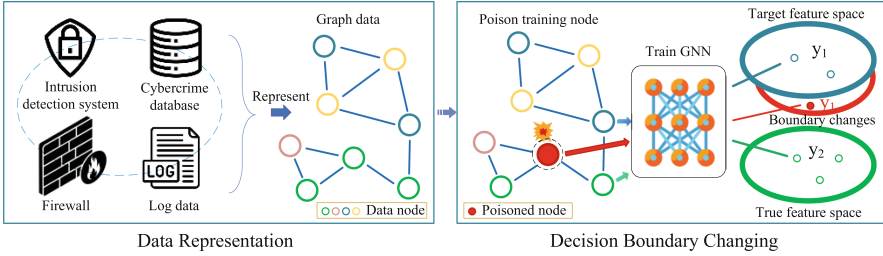 Graph data
Intrusion
detection system
Cybercrime
database
Represent
LOG
Firewall
Log data
Data node
Data Representation
Poison training node
Train GNN
Target feature space
y1
y1
Boundary changes
y2
True feature space
Poisoned node
Decision Boundary Changing